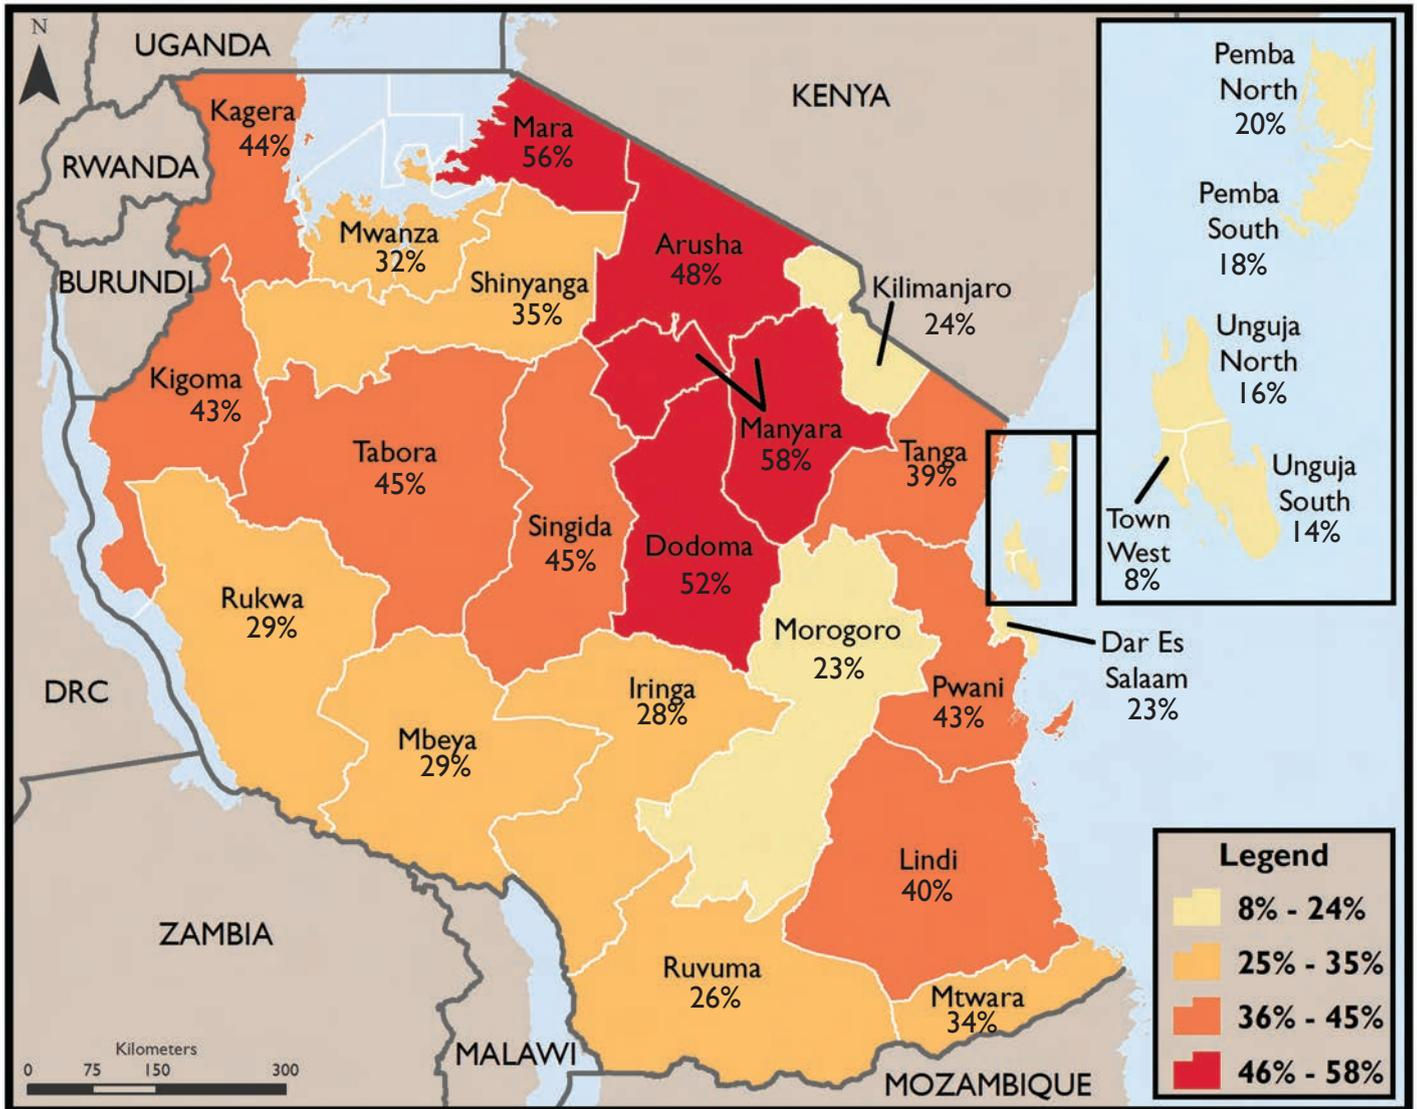 N
UGANDA
KENYA
RWANDA
BURUNDI
DRC
ZAMBIA
MALAWI
MOZAMBIQUE
Kagera
44%
Mara
56%
Mwanza
32%
Shinyanga
35%
Arusha
48%
Kilimanjaro
24%
Kigoma
43%
Tabora
45%
Singida
45%
Manyara
58%
Tanga
39%
Dodoma
52%
Rukwa
29%
Morogoro
23%
Dar Es
Salaam
23%
Pwani
43%
Iringa
28%
Mbeya
29%
Lindi
40%
Ruvuma
26%
Mtwara
34%
Pemba
North
20%
Pemba
South
18%
Unguja
North
16%
Unguja
South
14%
Town
West
8%
Legend
8% - 24%
25% - 35%
36% - 45%
46% - 58%
Kilometers
0 75 150 300